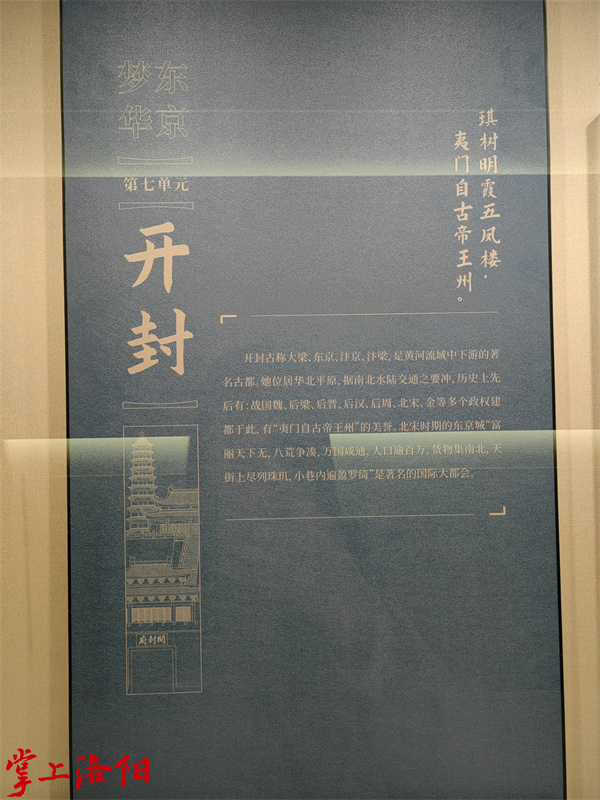 东京
梦华
第七单元
开封
琪树明霞五凤楼，
夷门自古帝王州。
开封古称大梁、东京、汴京、汴梁，是黄河流域中下游的著
名古都。她位居华北平原，据南北水陆交通之要冲，历史上先
后有：战国魏、后梁、后晋、后汉、后周、北宋、金等多个政权建
都于此，有“夷门自古帝王州”的美誉。北宋时期的东京城“富
丽天下无，八荒争凑，万国咸通，人口逾百万，货物集南北，天
街上尽列珠玑，小巷内遍盈罗绮”是著名的国际大都会。
府封開
掌上洛阳